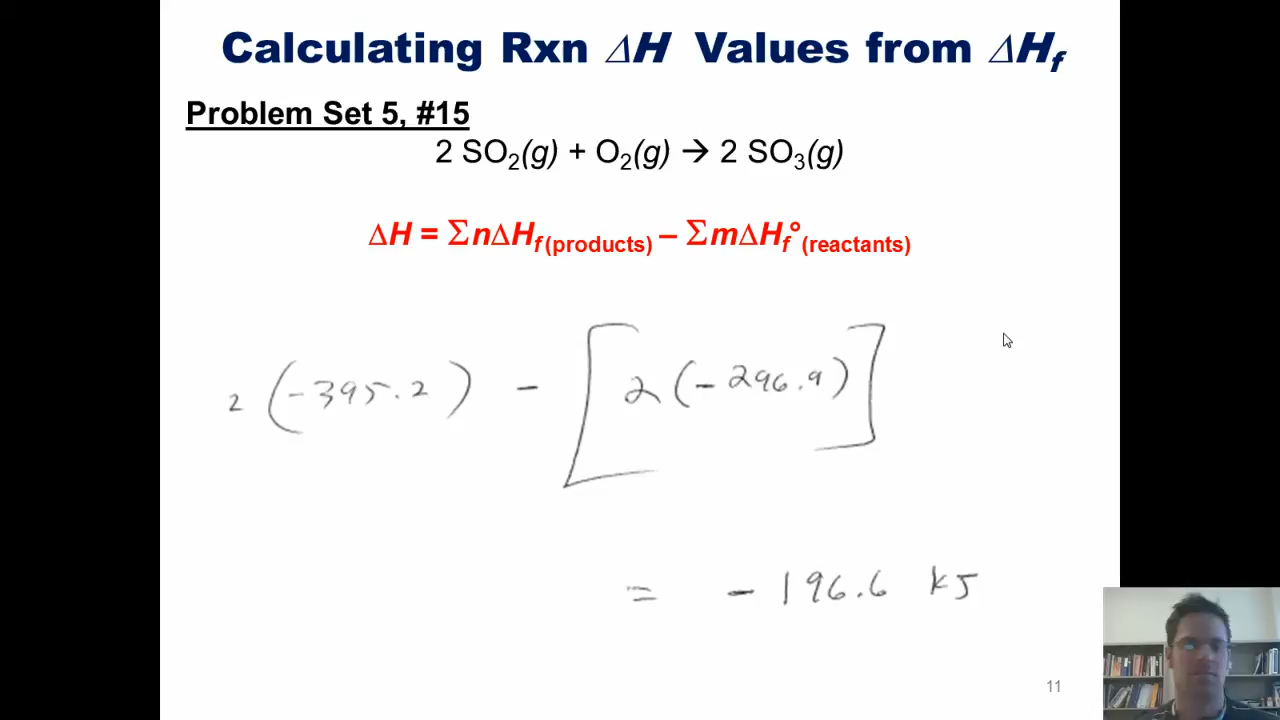 Calculating Rxn ΔH Values from ΔHf
Problem Set 5, #15
2 SO₂(g) + O₂(g) → 2 SO₃(g)
ΔH = ΣnΔHf (products) – ΣmΔHf°(reactants)
2 (-395.2) - [2 (-296.9)]
= -196.6 kJ
11